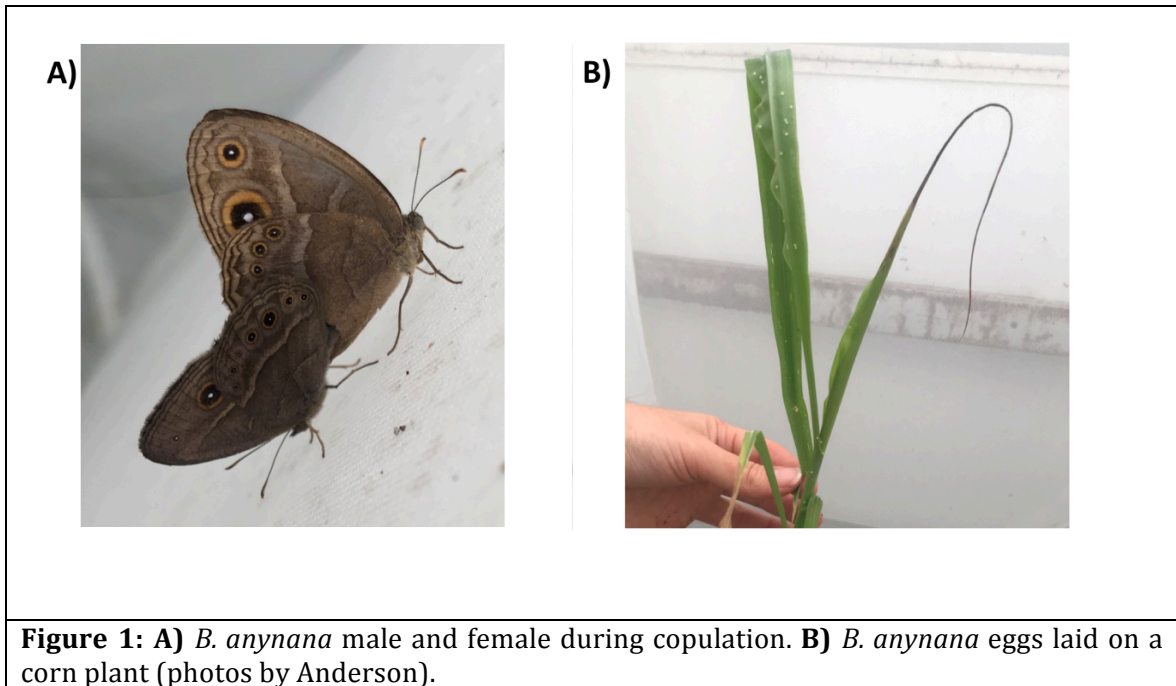 A)
B)
Figure 1: A) B. anynana male and female during copulation. B) B. anynana eggs laid on a
corn plant (photos by Anderson).